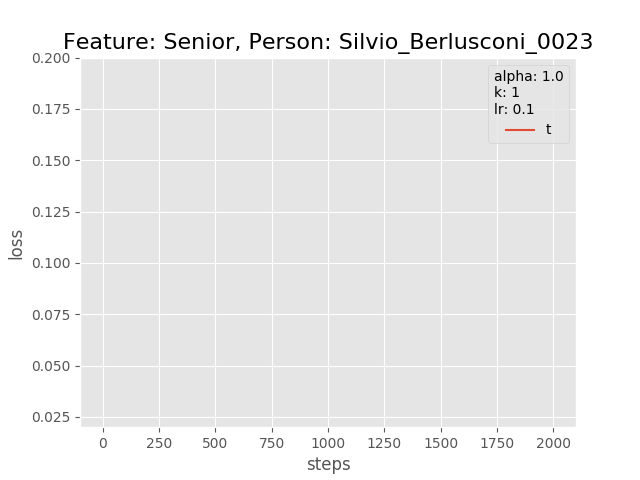 Feature: Senior, Person: Silvio_Berlusconi_0023
0.200
0.175
0.150
0.125
0.100
0.075
0.050
0.025
loss
alpha: 1.0
k: 1
lr: 0.1
t
0 250 500 750 1000 1250 1500 1750 2000
steps